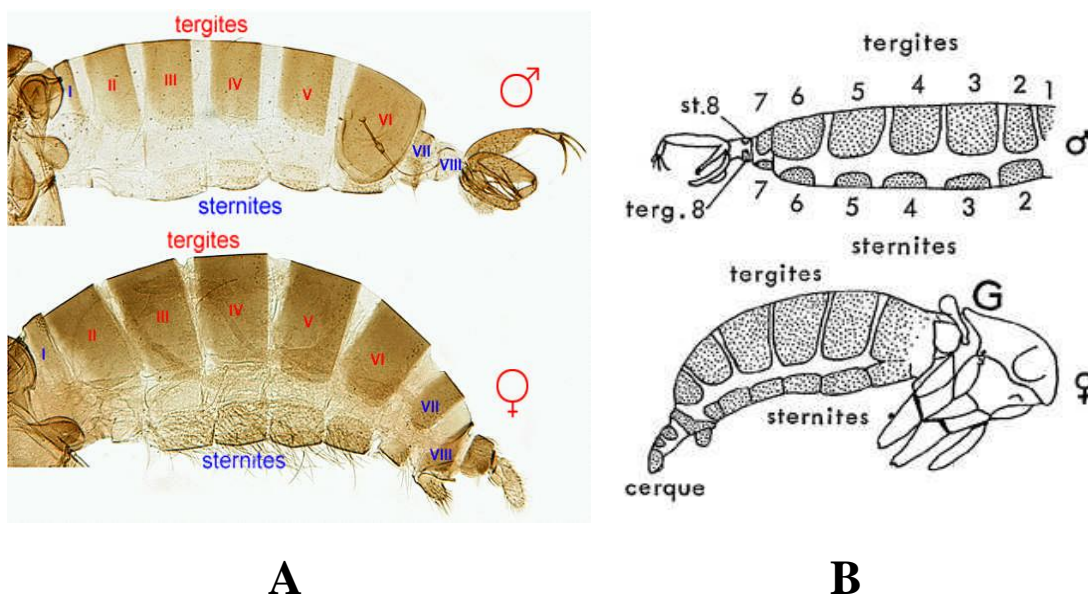 tergites
I II III IV V VI
VII VIII
♂
sternites
tergites
I II III IV V VI
VII
VIII
♀
sternites
tergites
st.8 7 6 5 4 3 2 1
♂
terg.8 7 6 5 4 3 2
sternites
tergites
G
♀
sternites
cerque
A B